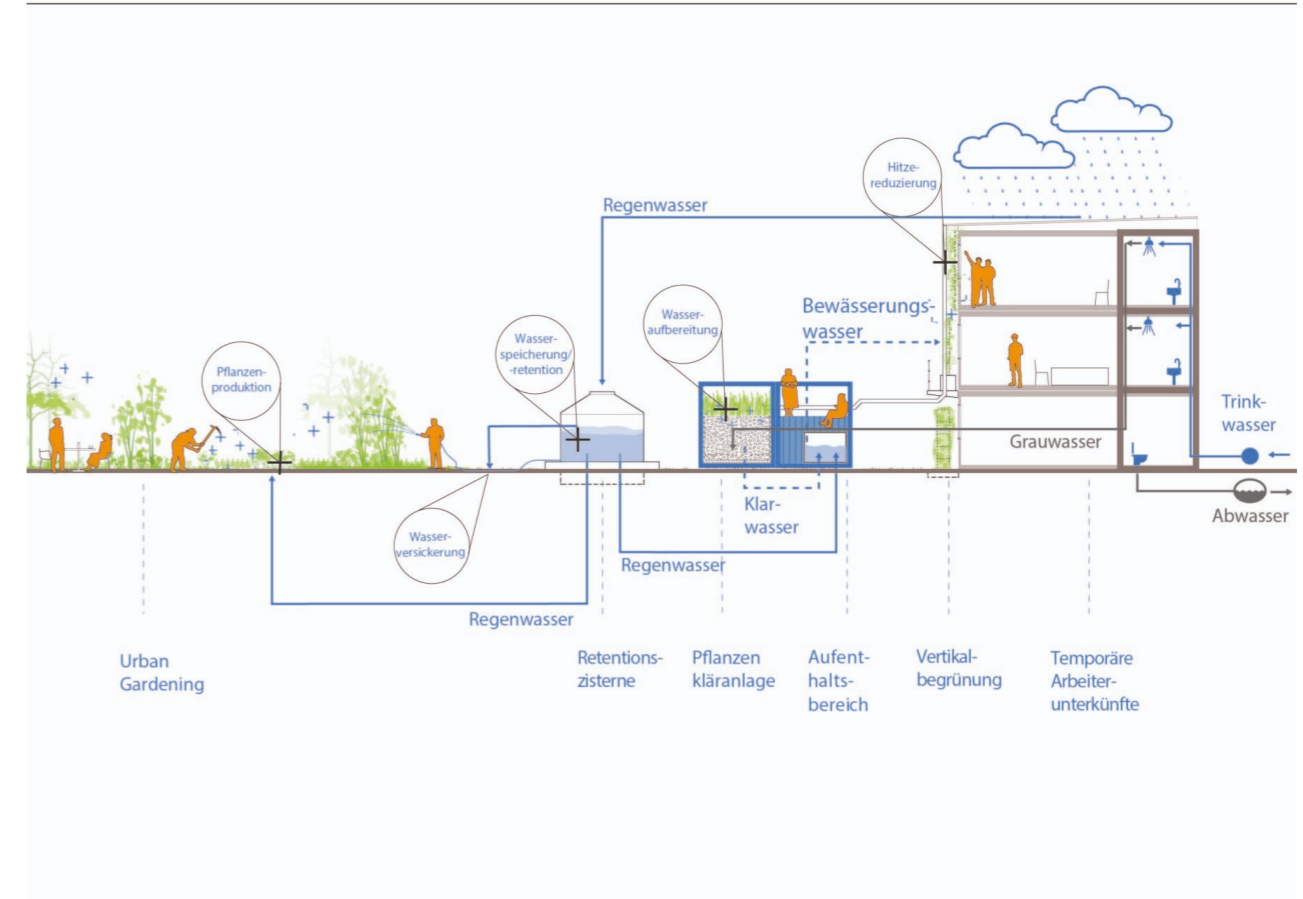 Hitze-
reduzierung
Regenwasser
Wasser-
aufbereitung
Bewässerungs-
wasser
Wasser-
speicherung/
-retention
Pflanzen-
produktion
Trink-
wasser
Grauwasser
Klar-
wasser
Abwasser
Wasser-
versickerung
Regenwasser
Regenwasser
Urban
Gardening
Retentions-
zisterne
Pflanzen
kläranlage
Aufent-
halts-
bereich
Vertikal-
begrünung
Temporäre
Arbeiter-
unterkünfte